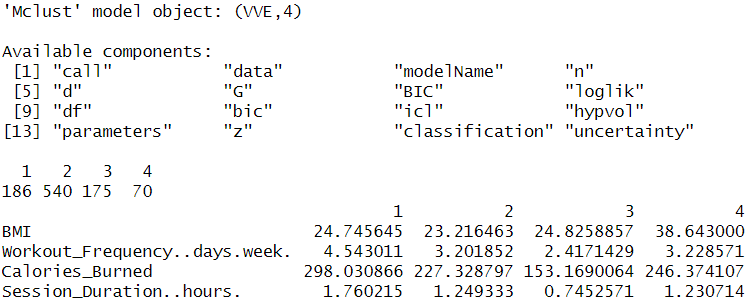 'Mclust' model object: (VVE,4)

Available components:
 [1] "call"           "data"           "modelName"      "n"
 [5] "d"              "G"              "BIC"            "loglik"
 [9] "df"             "bic"            "icl"            "hypvol"
[13] "parameters"     "z"              "classification" "uncertainty"

  1   2   3   4
186 540 175  70
                                       1          2           3          4
BMI                            24.745645  23.216463  24.8258857  38.643000
Workout_Frequency..days.week.   4.543011   3.201852   2.4171429   3.228571
Calories_Burned               298.030866 227.328797 153.1690064 246.374107
Session_Duration..hours.        1.760215   1.249333   0.7452571   1.230714